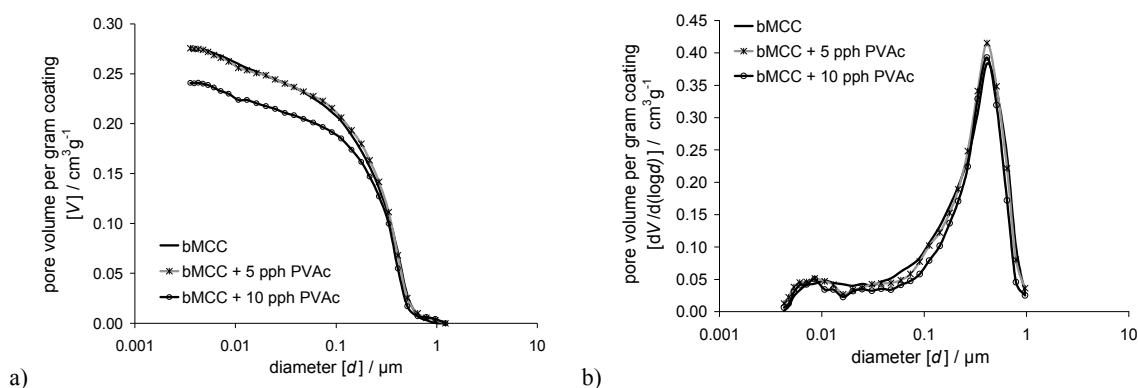 0.30
0.25
0.20
0.15
0.10
0.05
0.00
pore volume per gram coating
[V] / cm³g⁻¹
bMCC
bMCC + 5 pph PVAc
bMCC + 10 pph PVAc
0.001
0.01
0.1
1
10
diameter [d] / µm
a)
0.45
0.40
0.35
0.30
0.25
0.20
0.15
0.10
0.05
0.00
pore volume per gram coating
[dV/d(logd)] / cm³g⁻¹
bMCC
bMCC + 5 pph PVAc
bMCC + 10 pph PVAc
0.001
0.01
0.1
1
10
diameter [d] / µm
b)